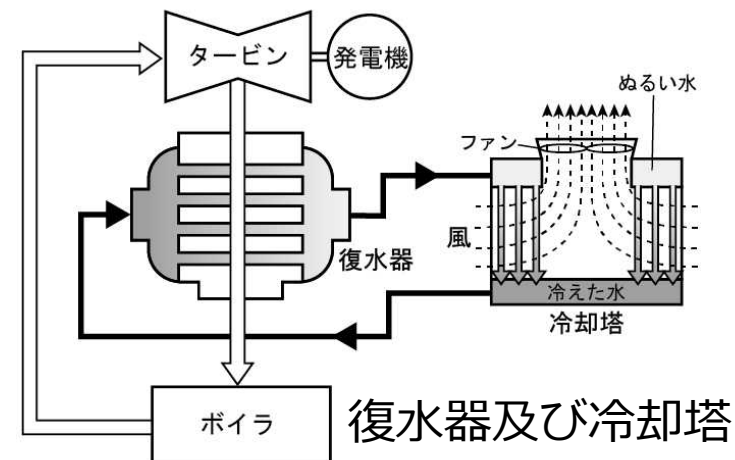 タービン
発電機
ぬるい水
ファン
風
復水器
冷えた水
冷却塔
ボイラ
復水器及び冷却塔